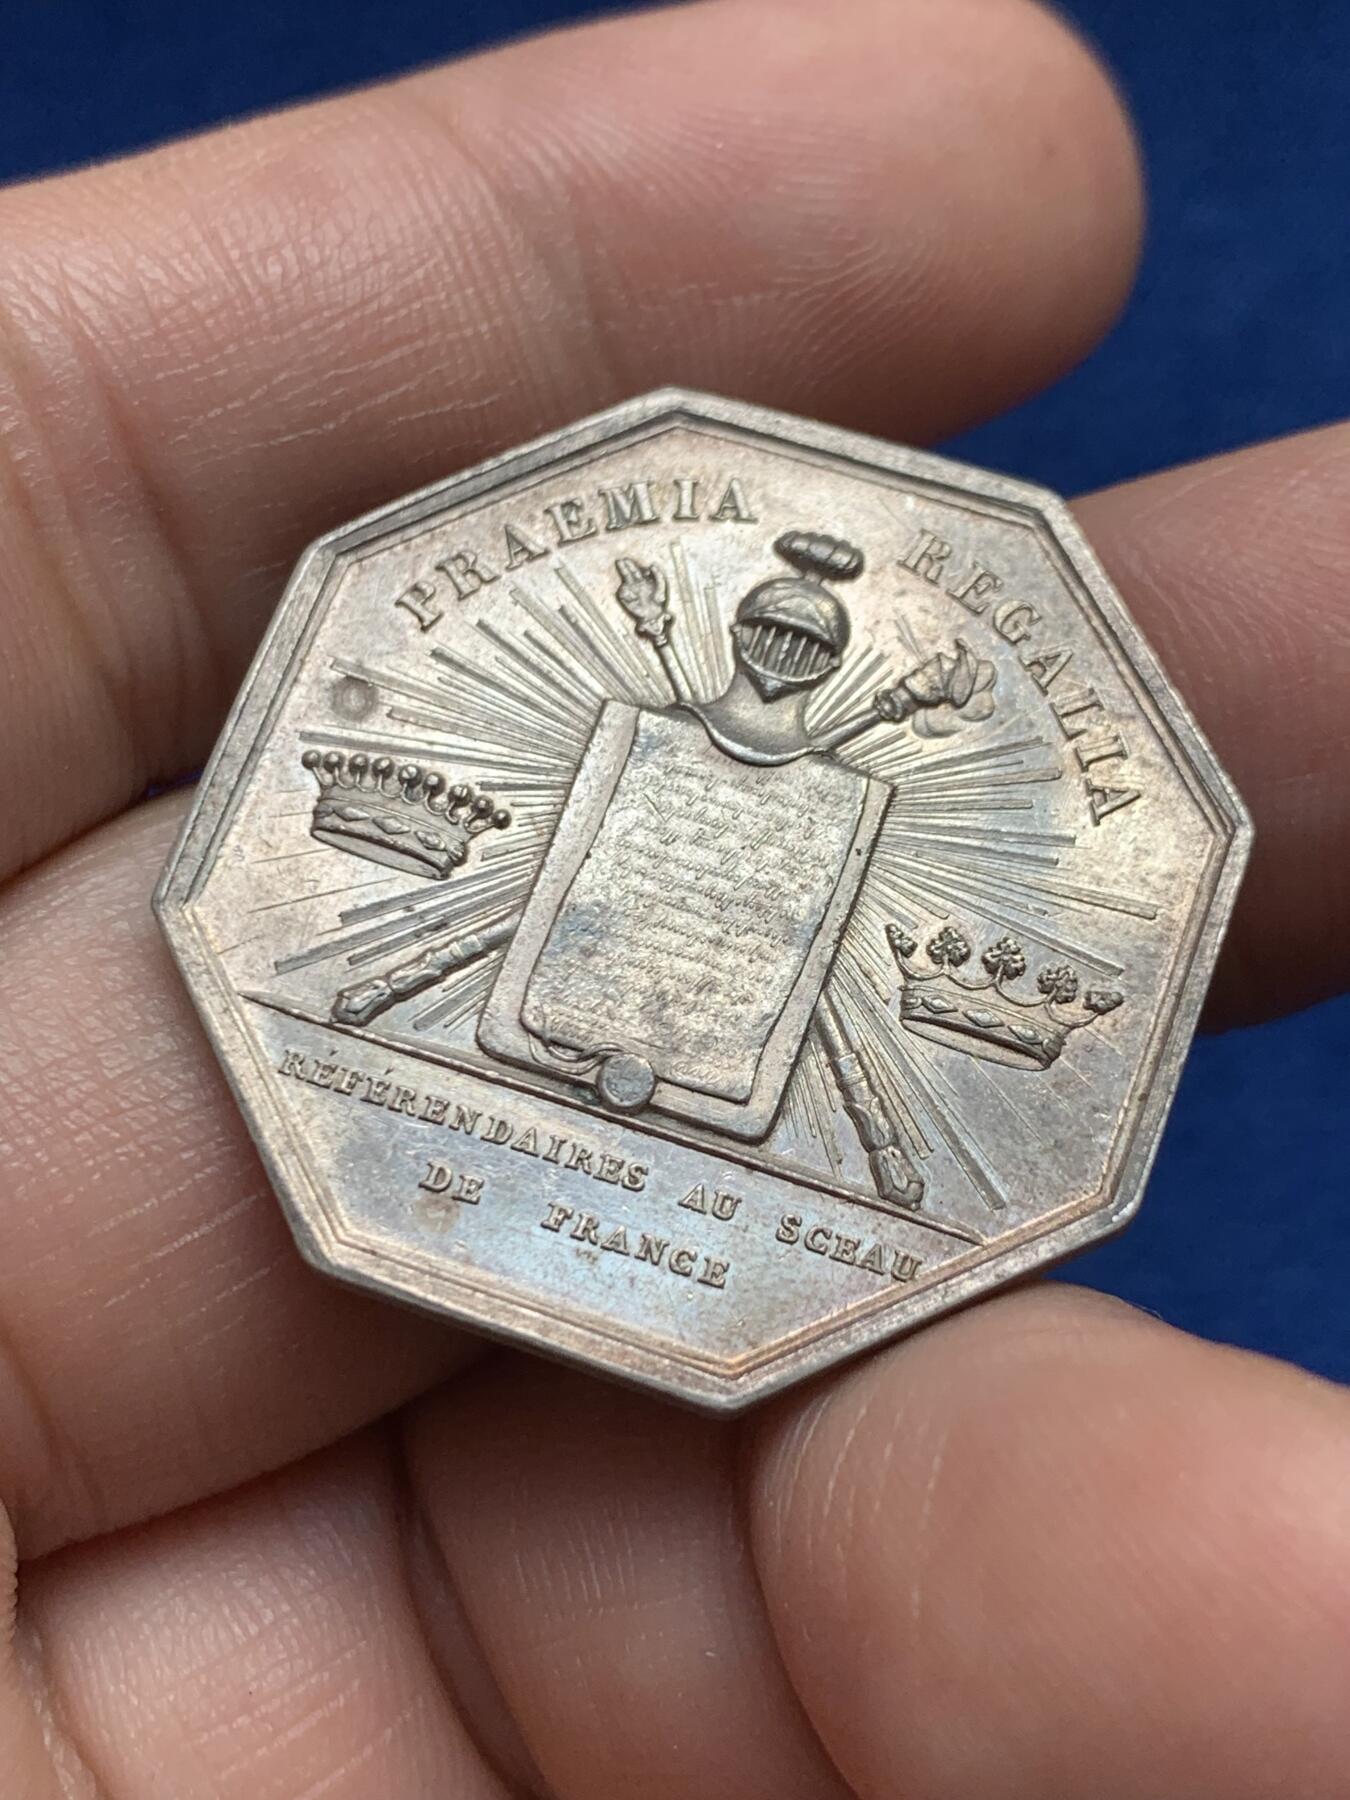 PRAEMIA REGALIA
RÉFÉRENDAIRES AU SCEAU
DE FRANCE